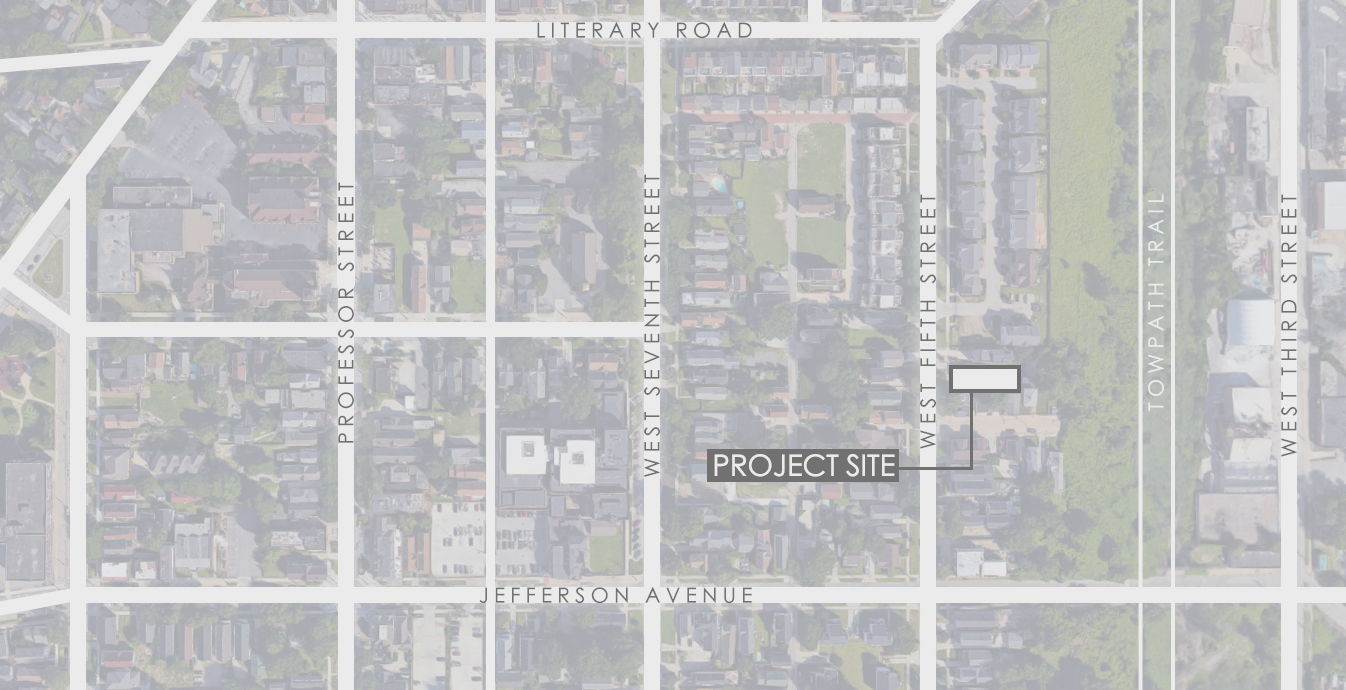 LITERARY ROAD
PROFESSOR STREET
WEST SEVENTH STREET
WEST FIFTH STREET
TOWPATH TRAIL
WEST THIRD STREET
PROJECT SITE
JEFFERSON AVENUE